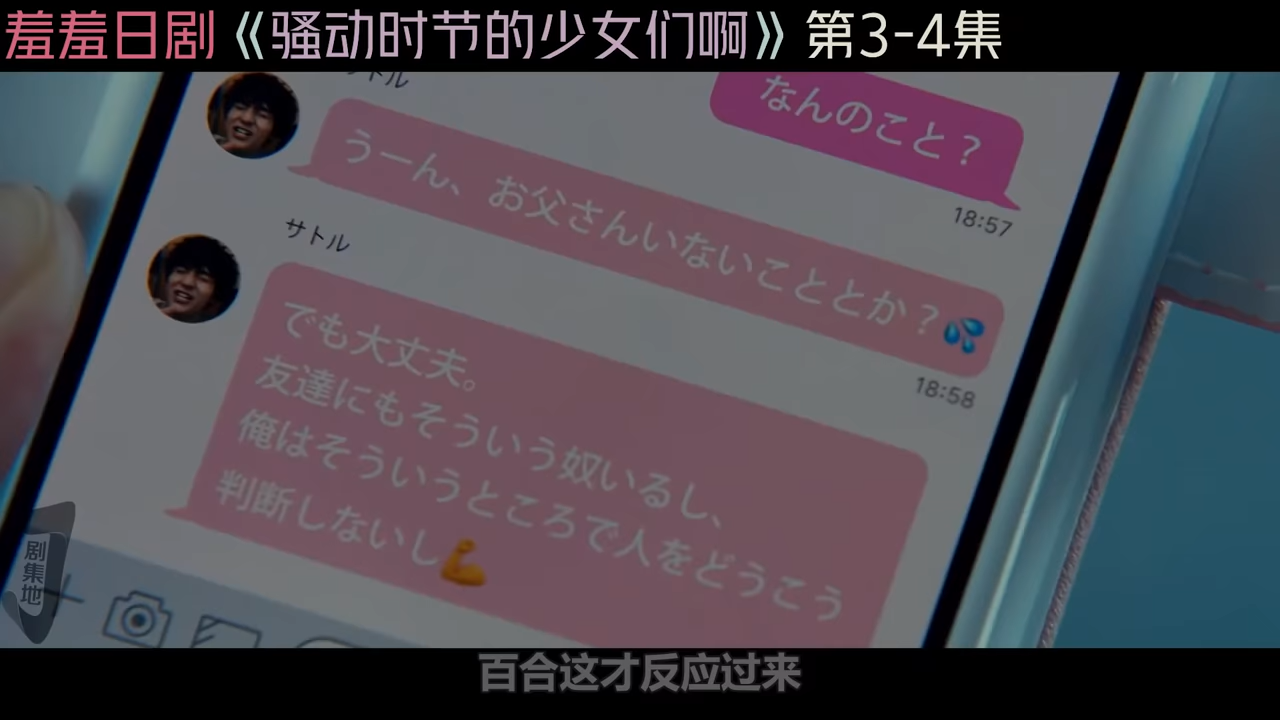 羞羞日剧《骚动时节的少女们啊》第3-4集
なんのこと？
18:57
うーん、お父さんいないこととか？💦
18:58
サトル
でも大丈夫。
友達にもそういう奴いるし、
俺はそういうところで人をどうこう
判断しないし💪
剧集地
百合这才反应过来